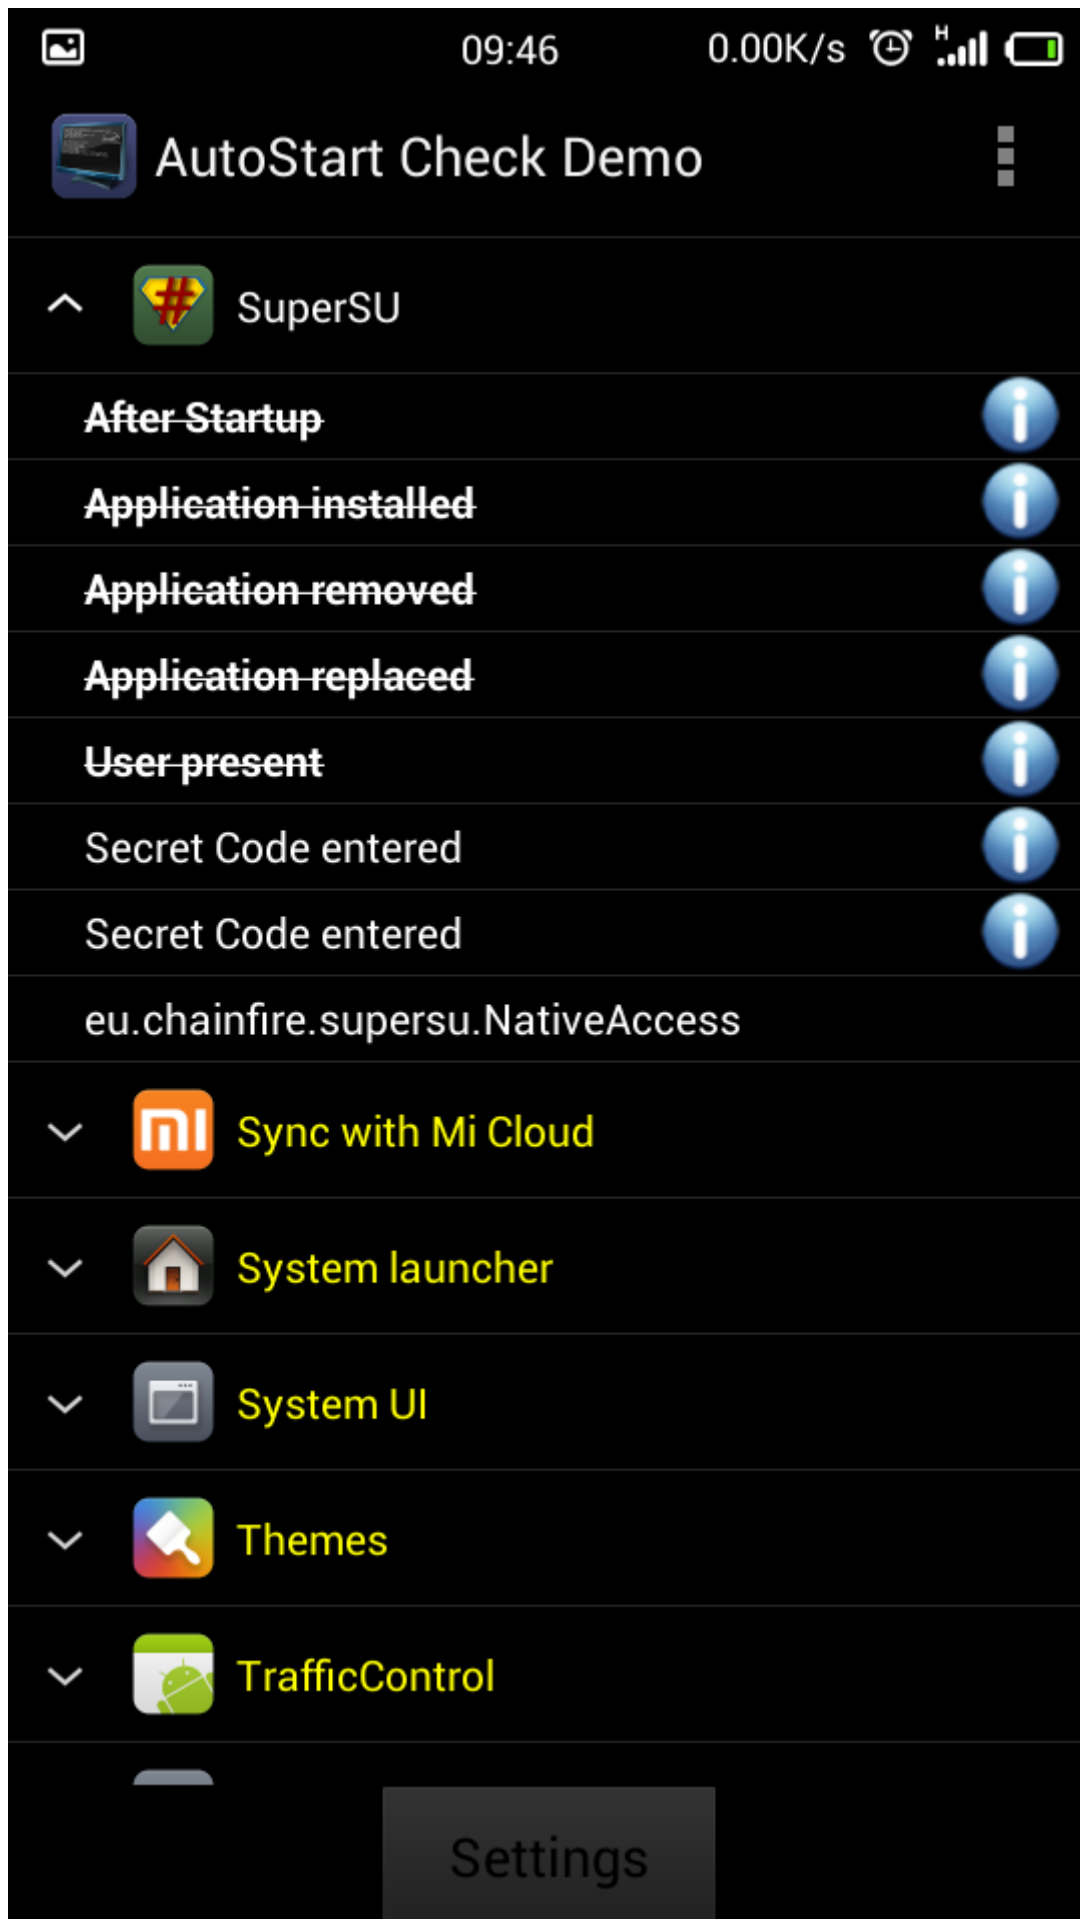 09:46 0.00K/s H
AutoStart Check Demo
SuperSU
After Startup
Application installed
Application removed
Application replaced
User present
Secret Code entered
Secret Code entered
eu.chainfire.supersu.NativeAccess
Sync with Mi Cloud
System launcher
System UI
Themes
TrafficControl
Settings